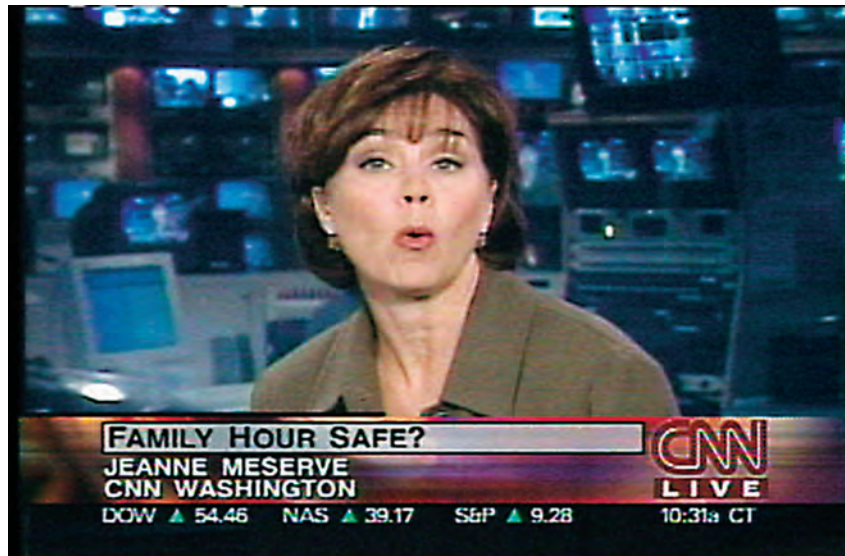 FAMILY HOUR SAFE?
JEANNE MESERVE
CNN WASHINGTON
CNN
LIVE
DOW ▲ 54.46 NAS ▲ 39.17 S&P ▲ 9.28 10:31a CT